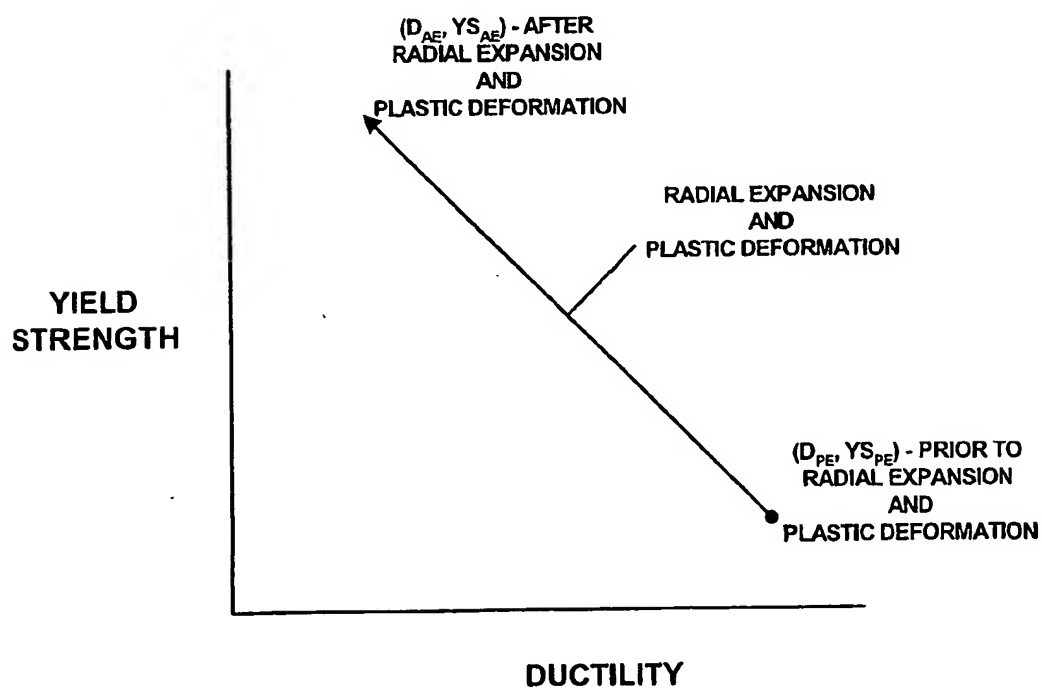 (D_AE, YS_AE) - AFTER
RADIAL EXPANSION
AND
PLASTIC DEFORMATION
RADIAL EXPANSION
AND
PLASTIC DEFORMATION
YIELD
STRENGTH
(D_PE, YS_PE) - PRIOR TO
RADIAL EXPANSION
AND
PLASTIC DEFORMATION
DUCTILITY